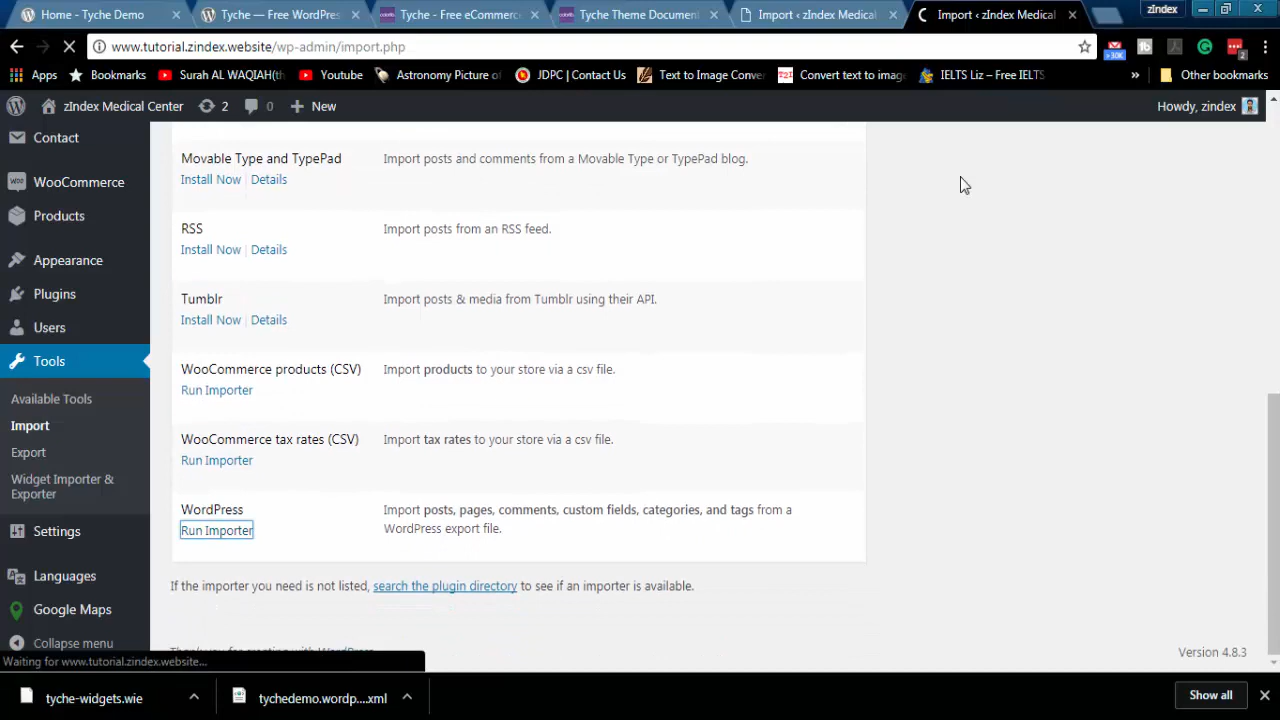 Home - Tyche Demo
Tyche — Free WordPres
Tyche - Free eCommerc
Tyche Theme Document
Import ‹ zIndex Medical
Import ‹ zIndex Medical
zIndex
www.tutorial.zindex.website/wp-admin/import.php
>30K
2
Apps
Bookmarks
Surah AL WAQIAH(th
Youtube
Astronomy Picture of
JDPC | Contact Us
Text to Image Conver
T2I
Convert text to imag
IELTS Liz – Free IELTS
»
Other bookmarks
zIndex Medical Center
2
0
New
Howdy, zindex
Contact
WooCommerce
Products
Appearance
Plugins
Users
Tools
Available Tools
Import
Export
Widget Importer &
Exporter
Settings
Languages
Google Maps
Collapse menu
Movable Type and TypePad
Import posts and comments from a Movable Type or TypePad blog.
Install Now | Details
RSS
Import posts from an RSS feed.
Install Now | Details
Tumblr
Import posts & media from Tumblr using their API.
Install Now | Details
WooCommerce products (CSV)
Import products to your store via a csv file.
Run Importer
WooCommerce tax rates (CSV)
Import tax rates to your store via a csv file.
Run Importer
WordPress
Import posts, pages, comments, custom fields, categories, and tags from a
WordPress export file.
Run Importer
If the importer you need is not listed, search the plugin directory to see if an importer is available.
Version 4.8.3
Waiting for www.tutorial.zindex.website...
tyche-widgets.wie
tychedemo.wordp....xml
Show all